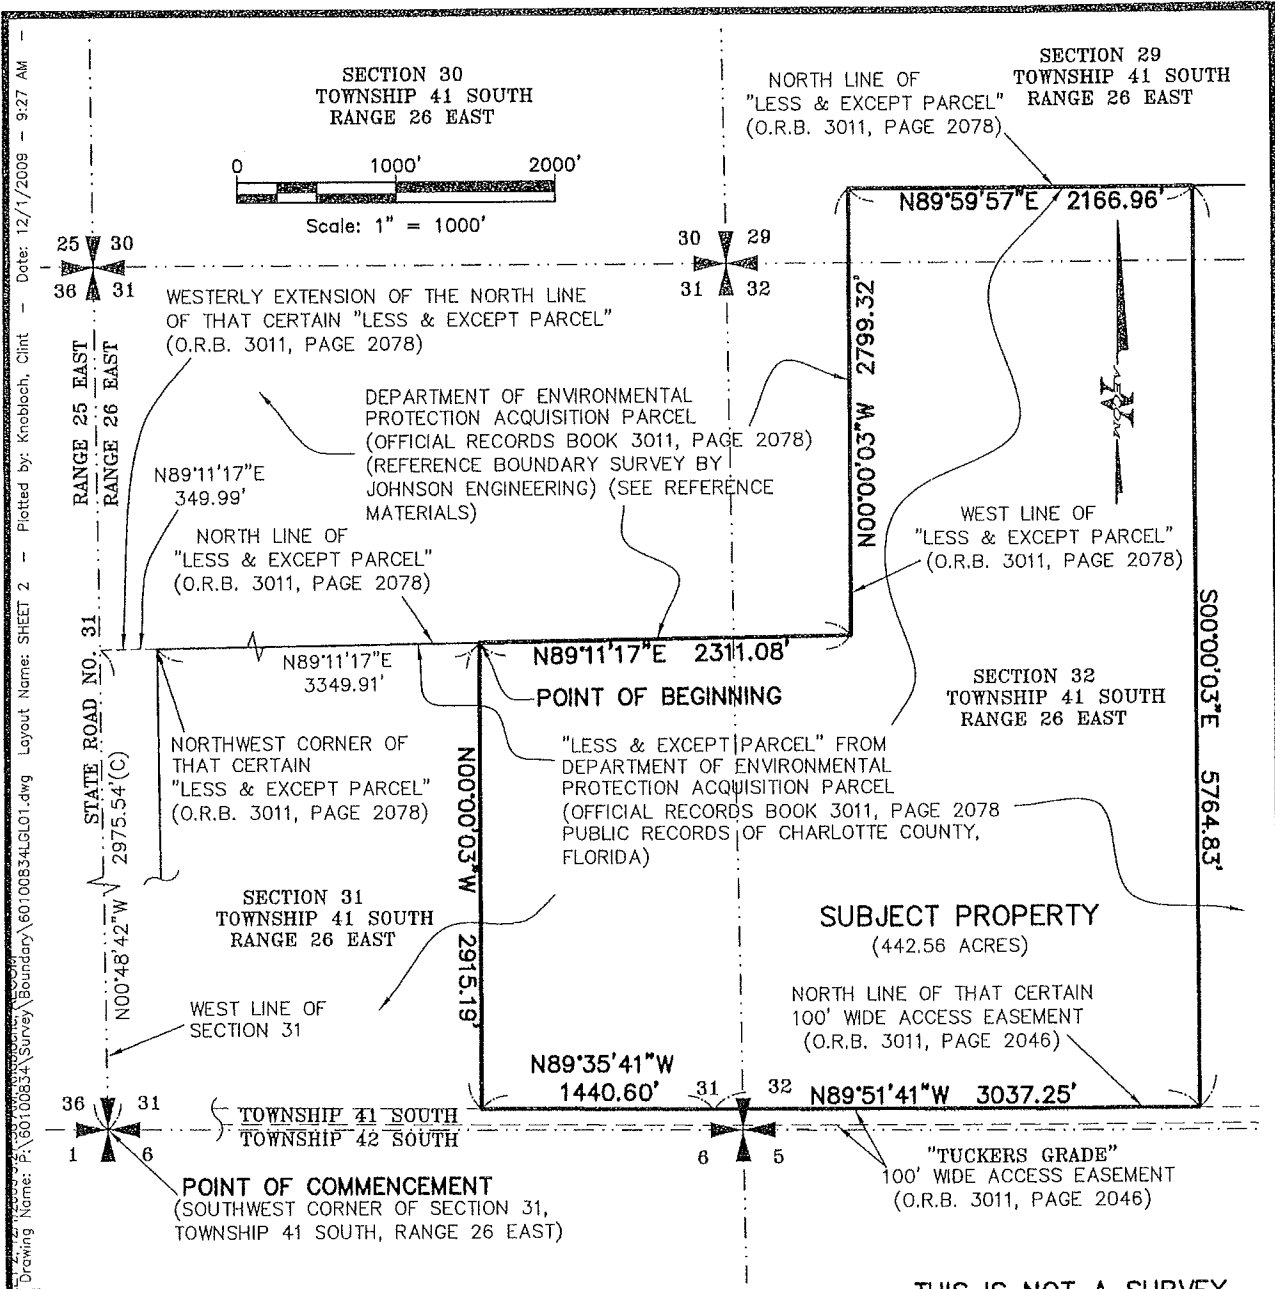 SECTION 30
TOWNSHIP 41 SOUTH
RANGE 26 EAST
0 1000' 2000'
Scale: 1" = 1000'
NORTH LINE OF
"LESS & EXCEPT PARCEL"
(O.R.B. 3011, PAGE 2078)
SECTION 29
TOWNSHIP 41 SOUTH
RANGE 26 EAST
N89°59'57"E 2166.96'
25 30
36 31
30 29
31 32
WESTERLY EXTENSION OF THE NORTH LINE
OF THAT CERTAIN "LESS & EXCEPT PARCEL"
(O.R.B. 3011, PAGE 2078)
RANGE 25 EAST
RANGE 26 EAST
DEPARTMENT OF ENVIRONMENTAL
PROTECTION ACQUISITION PARCEL
(OFFICIAL RECORDS BOOK 3011, PAGE 2078)
(REFERENCE BOUNDARY SURVEY BY
JOHNSON ENGINEERING) (SEE REFERENCE
MATERIALS)
N00°00'03"W 2799.32'
N89°11'17"E
349.99'
NORTH LINE OF
"LESS & EXCEPT PARCEL"
(O.R.B. 3011, PAGE 2078)
WEST LINE OF
"LESS & EXCEPT PARCEL"
(O.R.B. 3011, PAGE 2078)
S00°00'03"E 5764.83'
STATE ROAD NO. 31
N89°11'17"E
3349.91'
N89°11'17"E 2311.08'
POINT OF BEGINNING
SECTION 32
TOWNSHIP 41 SOUTH
RANGE 26 EAST
NORTHWEST CORNER OF
THAT CERTAIN
"LESS & EXCEPT PARCEL"
(O.R.B. 3011, PAGE 2078)
"LESS & EXCEPT PARCEL" FROM
DEPARTMENT OF ENVIRONMENTAL
PROTECTION ACQUISITION PARCEL
(OFFICIAL RECORDS BOOK 3011, PAGE 2078
PUBLIC RECORDS OF CHARLOTTE COUNTY,
FLORIDA)
N00°48'42"W 2975.54'(C)
N00°00'03"W 2915.19'
SECTION 31
TOWNSHIP 41 SOUTH
RANGE 26 EAST
SUBJECT PROPERTY
(442.56 ACRES)
WEST LINE OF
SECTION 31
NORTH LINE OF THAT CERTAIN
100' WIDE ACCESS EASEMENT
(O.R.B. 3011, PAGE 2046)
N89°35'41"W
1440.60'
N89°51'41"W 3037.25'
36 31
1 6
31 32
6 5
TOWNSHIP 41 SOUTH
TOWNSHIP 42 SOUTH
POINT OF COMMENCEMENT
(SOUTHWEST CORNER OF SECTION 31,
TOWNSHIP 41 SOUTH, RANGE 26 EAST)
"TUCKERS GRADE"
100' WIDE ACCESS EASEMENT
(O.R.B. 3011, PAGE 2046)
THIS IS NOT A SURVEY
Drawing Name: P:\60100834\Survey\Boundary\60100834LGL01.dwg Layout Name: SHEET 2 - Plotted by: Knobloch, Clint - Date: 12/1/2009 - 9:27 AM -